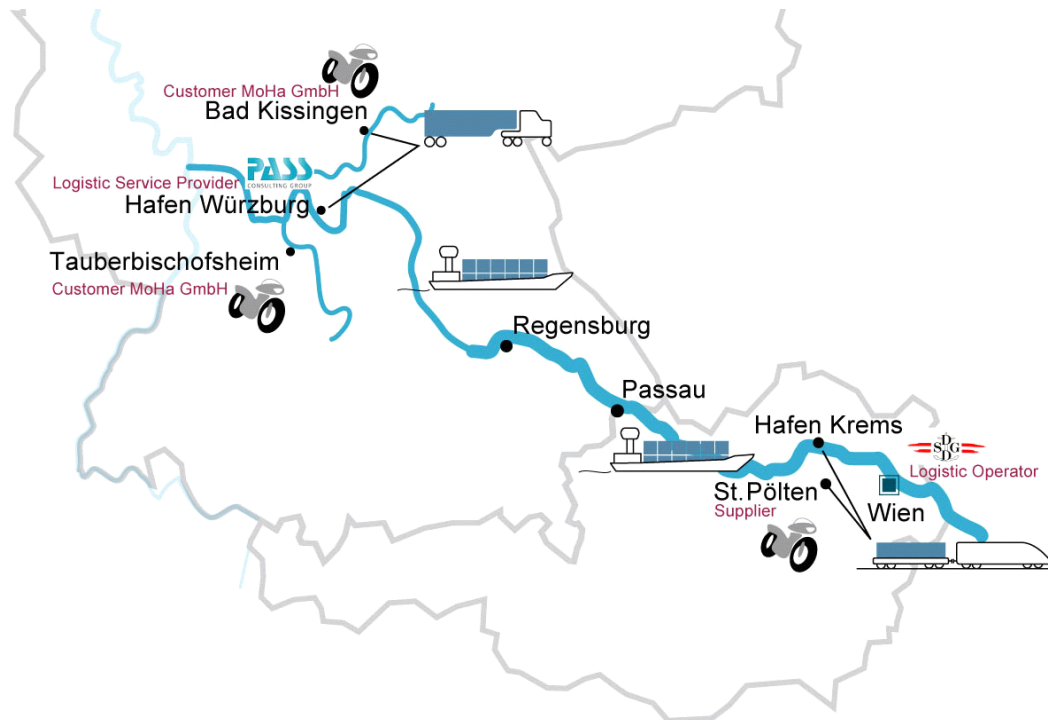 Customer MoHa GmbH
Bad Kissingen
PASS
CONSULTING GROUP
Logistic Service Provider
Hafen Würzburg
Tauberbischofsheim
Customer MoHa GmbH
Regensburg
Passau
Hafen Krems
D
S G
D
Logistic Operator
St.Pölten
Supplier
Wien